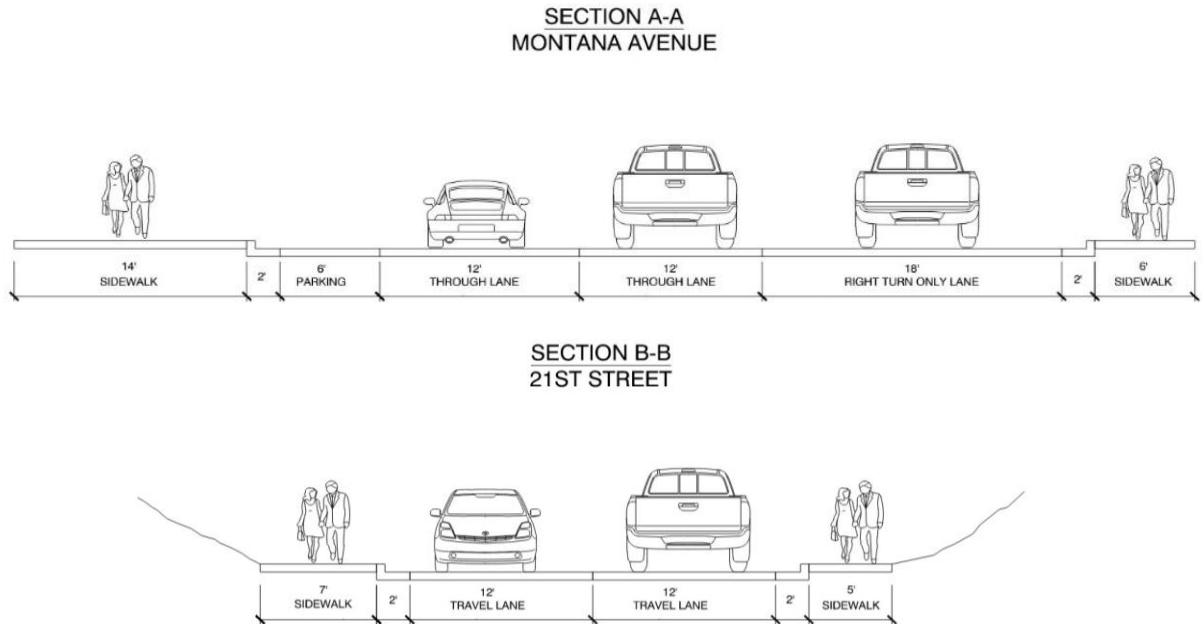 SECTION A-A
MONTANA AVENUE
14'
SIDEWALK
2'
6'
PARKING
12'
THROUGH LANE
12'
THROUGH LANE
18'
RIGHT TURN ONLY LANE
2'
6'
SIDEWALK
SECTION B-B
21ST STREET
7'
SIDEWALK
2'
12'
TRAVEL LANE
12'
TRAVEL LANE
2'
5'
SIDEWALK